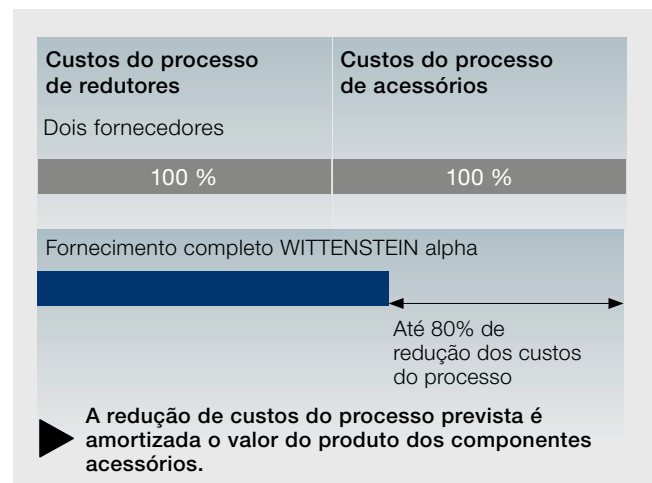 Custos do processo
de redutores
Custos do processo
de acessórios
Dois fornecedores
100 %
100 %
Fornecimento completo WITTENSTEIN alpha
Até 80% de
redução dos custos
do processo
A redução de custos do processo prevista é
amortizada o valor do produto dos componentes
acessórios.